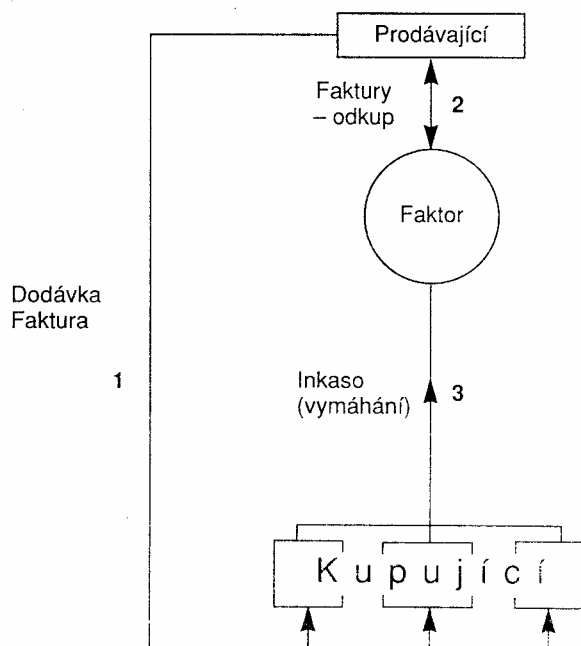 Prodávající
Faktury
– odkup
2
Faktor
Dodávka
Faktura
1
Inkaso
(vymáhání)
3
Kupující